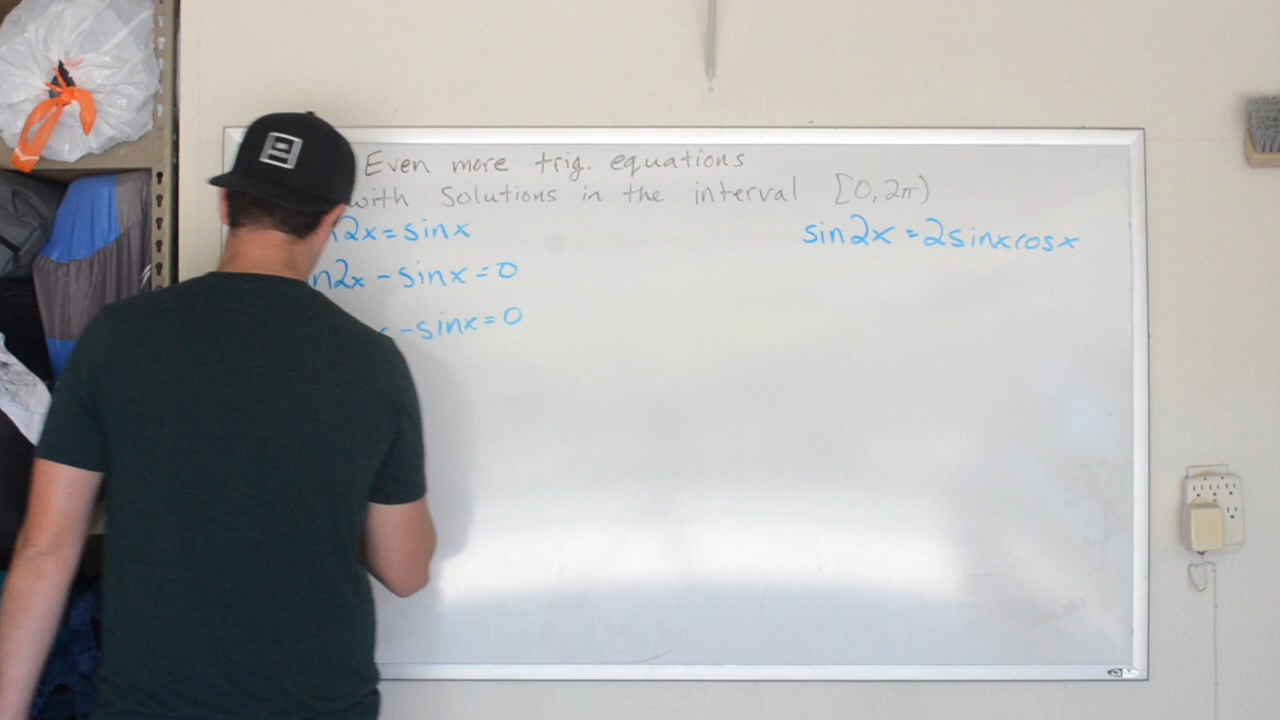 Even more trig. equations
with Solutions in the interval [0, 2π)
2x = sinx
sin2x = 2sinxcosx
n2x - sinx = 0
- sinx = 0